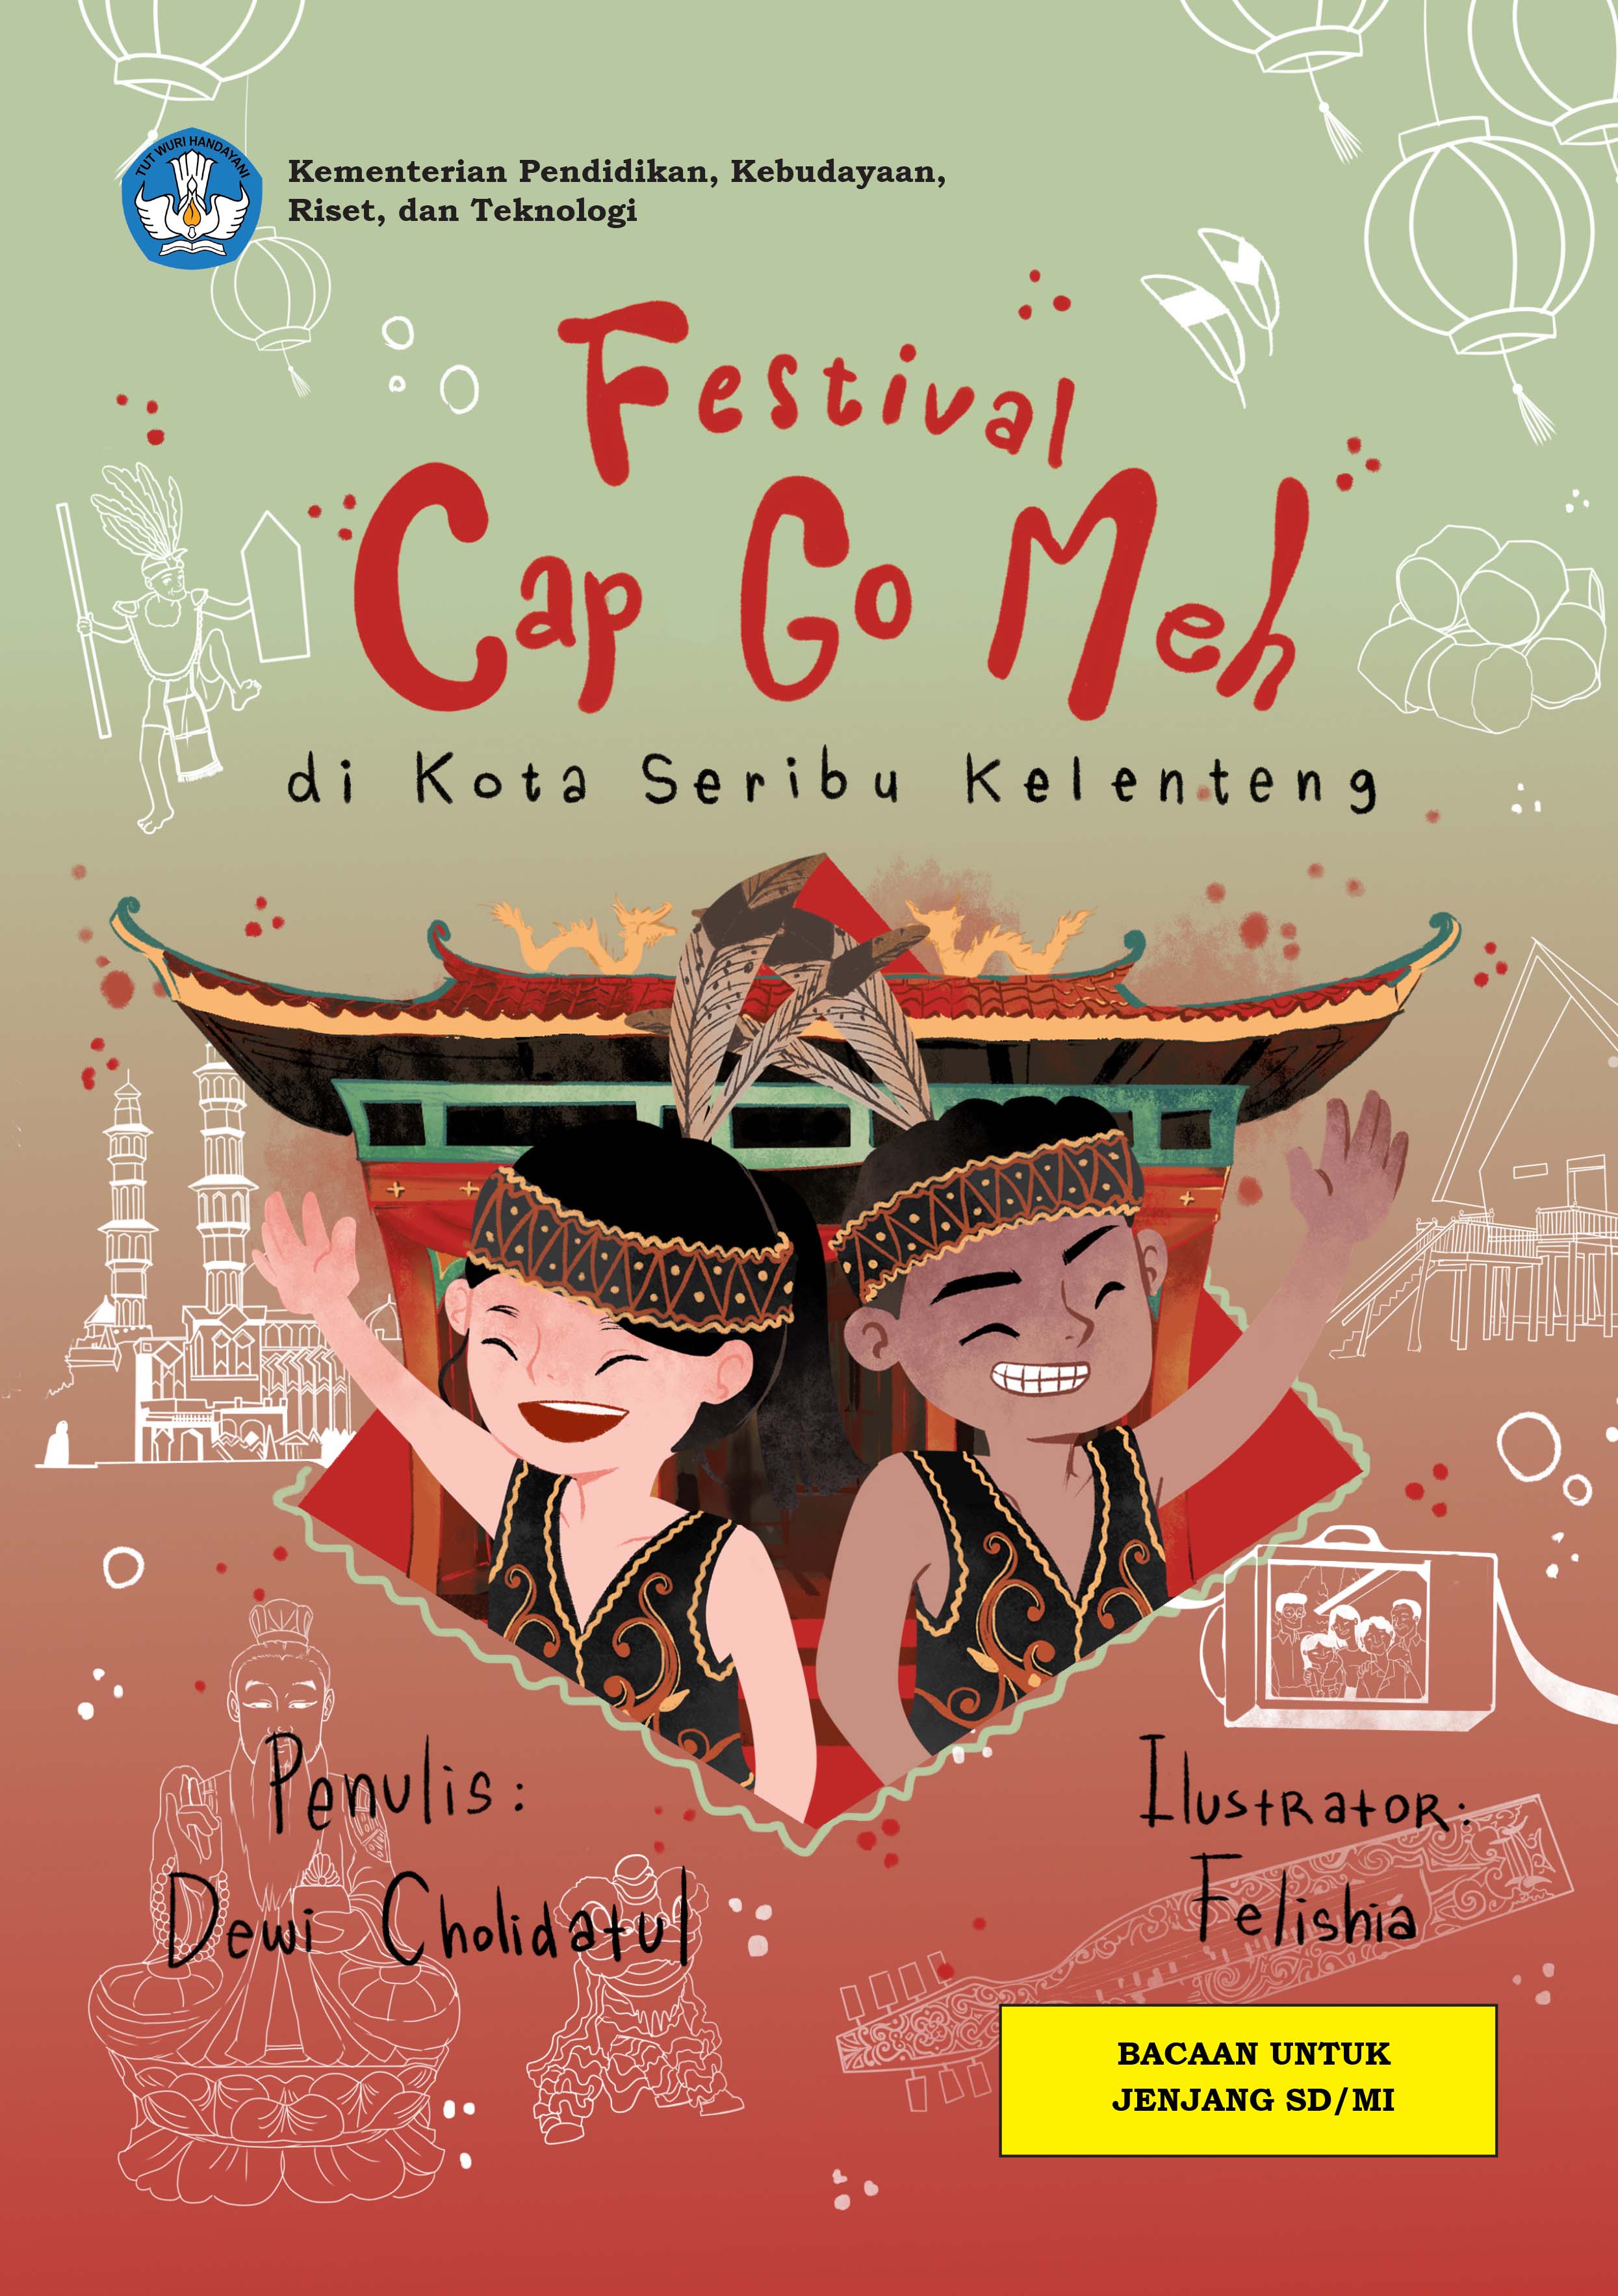 TUT WURI HANDAYANI
Kementerian Pendidikan, Kebudayaan,
Riset, dan Teknologi
Festival
Cap Go Meh
di Kota Seribu Kelenteng
Penulis:
Dewi Cholidatul
Ilustrator:
Felishia
BACAAN UNTUK
JENJANG SD/MI